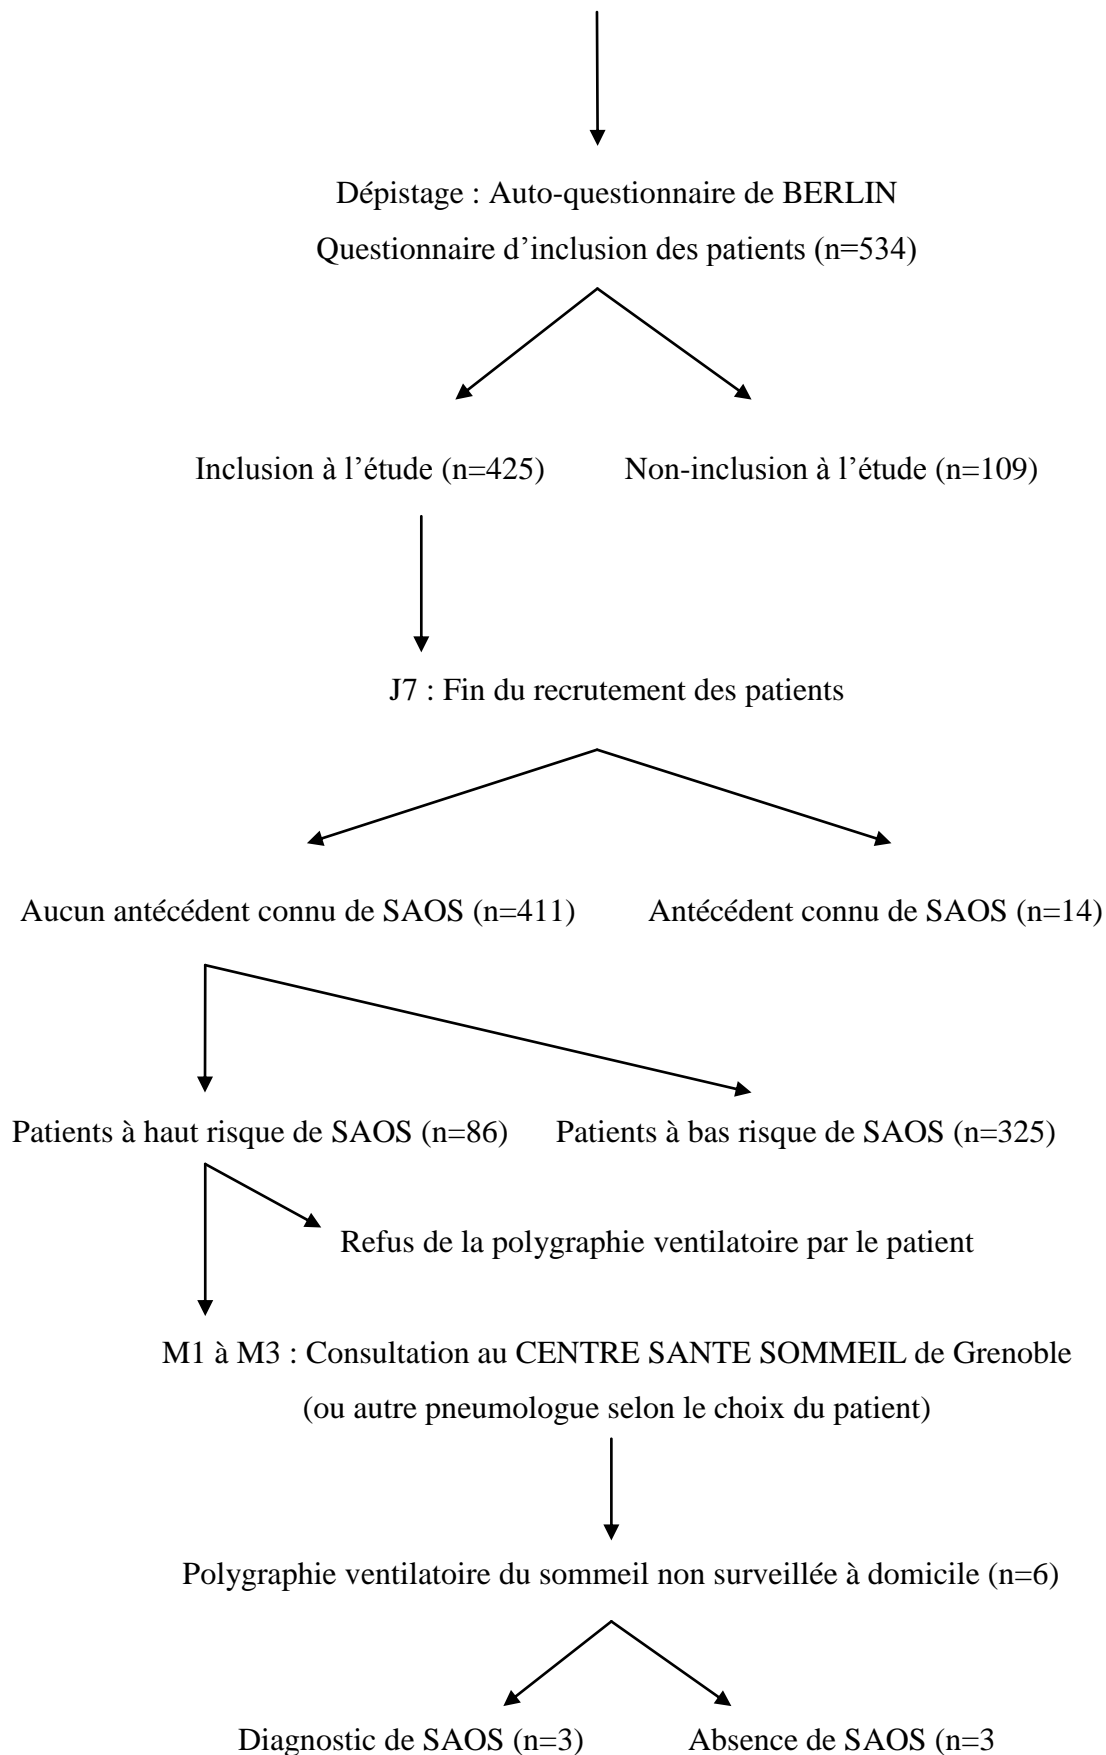 Dépistage : Auto-questionnaire de BERLIN
Questionnaire d’inclusion des patients (n=534)
Inclusion à l’étude (n=425) Non-inclusion à l’étude (n=109)
J7 : Fin du recrutement des patients
Aucun antécédent connu de SAOS (n=411) Antécédent connu de SAOS (n=14)
Patients à haut risque de SAOS (n=86) Patients à bas risque de SAOS (n=325)
Refus de la polygraphie ventilatoire par le patient
M1 à M3 : Consultation au CENTRE SANTE SOMMEIL de Grenoble
(ou autre pneumologue selon le choix du patient)
Polygraphie ventilatoire du sommeil non surveillée à domicile (n=6)
Diagnostic de SAOS (n=3) Absence de SAOS (n=3